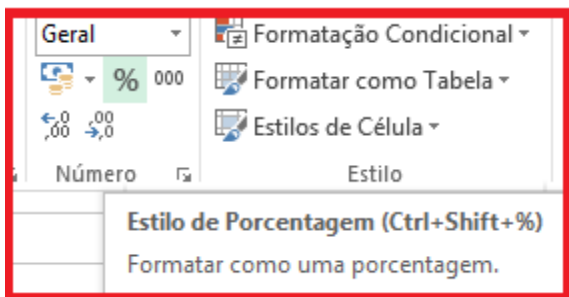 Geral
Formatação Condicional
% 000
Formatar como Tabela
←,0 ,00
,00 →,0
Estilos de Célula
Número
Estilo
Estilo de Porcentagem (Ctrl+Shift+%)
Formatar como uma porcentagem.